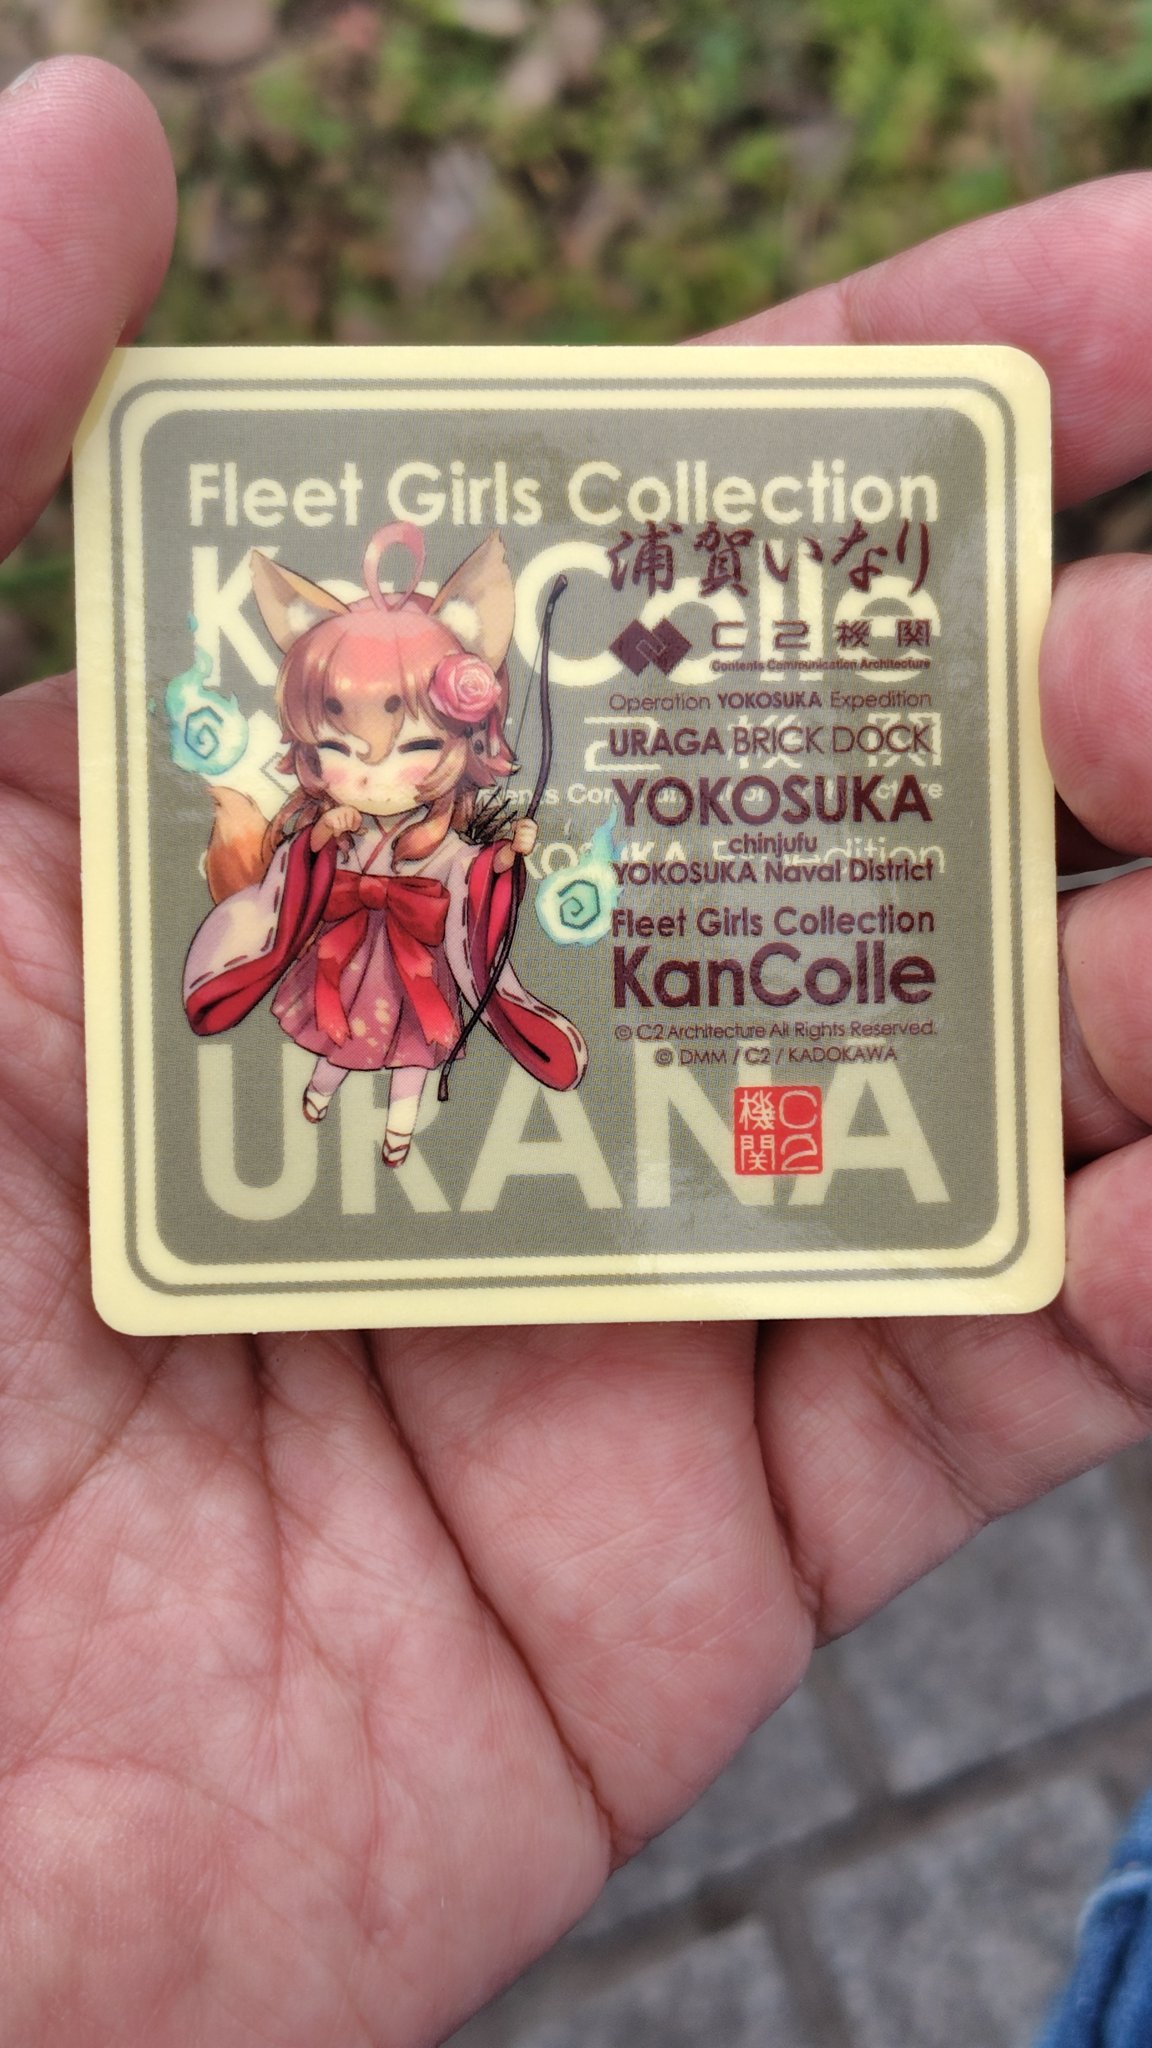 Fleet Girls Collection
KanColle
浦賀いなり
C2機関
Contents Communication Architecture
Operation YOKOSUKA Expedition
URAGA BRICK DOCK
YOKOSUKA
chinjufu
YOKOSUKA Naval District
Fleet Girls Collection
KanColle
© C2 Architecture All Rights Reserved.
© DMM / C2 / KADOKAWA
URANA
C2
機関